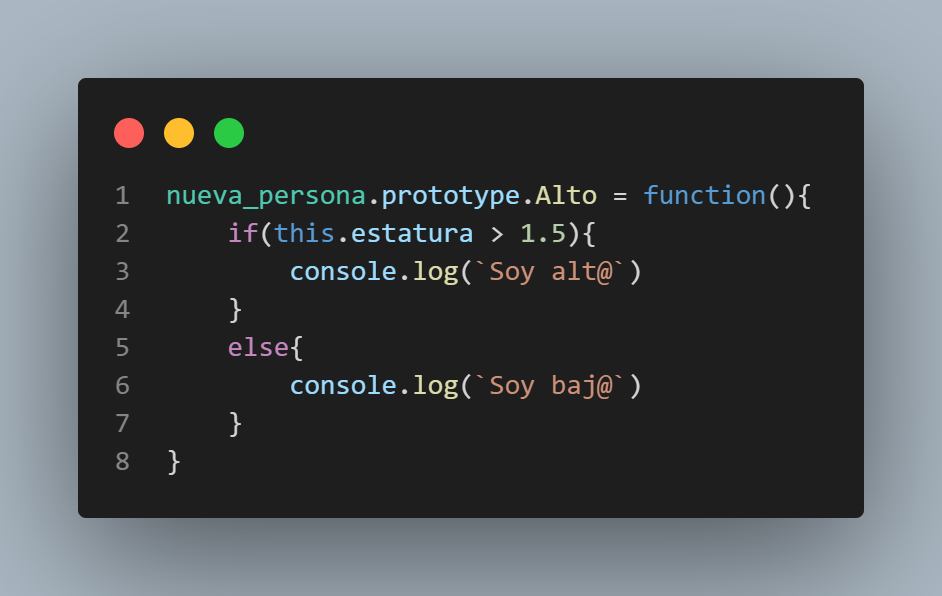 1 nueva_persona.prototype.Alto = function(){
2     if(this.estatura > 1.5){
3         console.log(`Soy alt@`)
4     }
5     else{
6         console.log(`Soy baj@`)
7     }
8 }